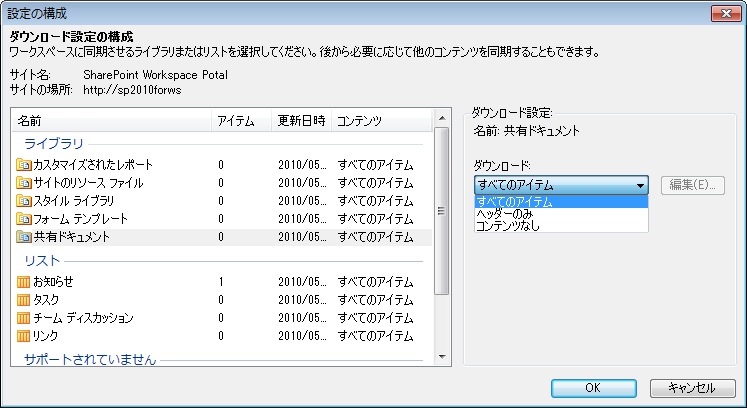 設定の構成
ダウンロード設定の構成
ワークスペースに同期させるライブラリまたはリストを選択してください。後から必要に応じて他のコンテンツを同期することもできます。
サイト名: SharePoint Workspace Potal
サイトの場所: http://sp2010forws
名前 アイテム 更新日時 コンテンツ
ライブラリ
カスタマイズされたレポート 0 2010/05... すべてのアイテム
サイトのリソース ファイル 0 2010/05... すべてのアイテム
スタイル ライブラリ 0 2010/05... すべてのアイテム
フォーム テンプレート 0 2010/05... すべてのアイテム
共有ドキュメント 0 2010/05... すべてのアイテム
リスト
お知らせ 1 2010/05... すべてのアイテム
タスク 0 2010/05... すべてのアイテム
チーム ディスカッション 0 2010/05... すべてのアイテム
リンク 0 2010/05... すべてのアイテム
サポートされていません
ダウンロード設定:
名前: 共有ドキュメント
ダウンロード:
すべてのアイテム 編集(E)...
すべてのアイテム
ヘッダーのみ
コンテンツなし
OK キャンセル